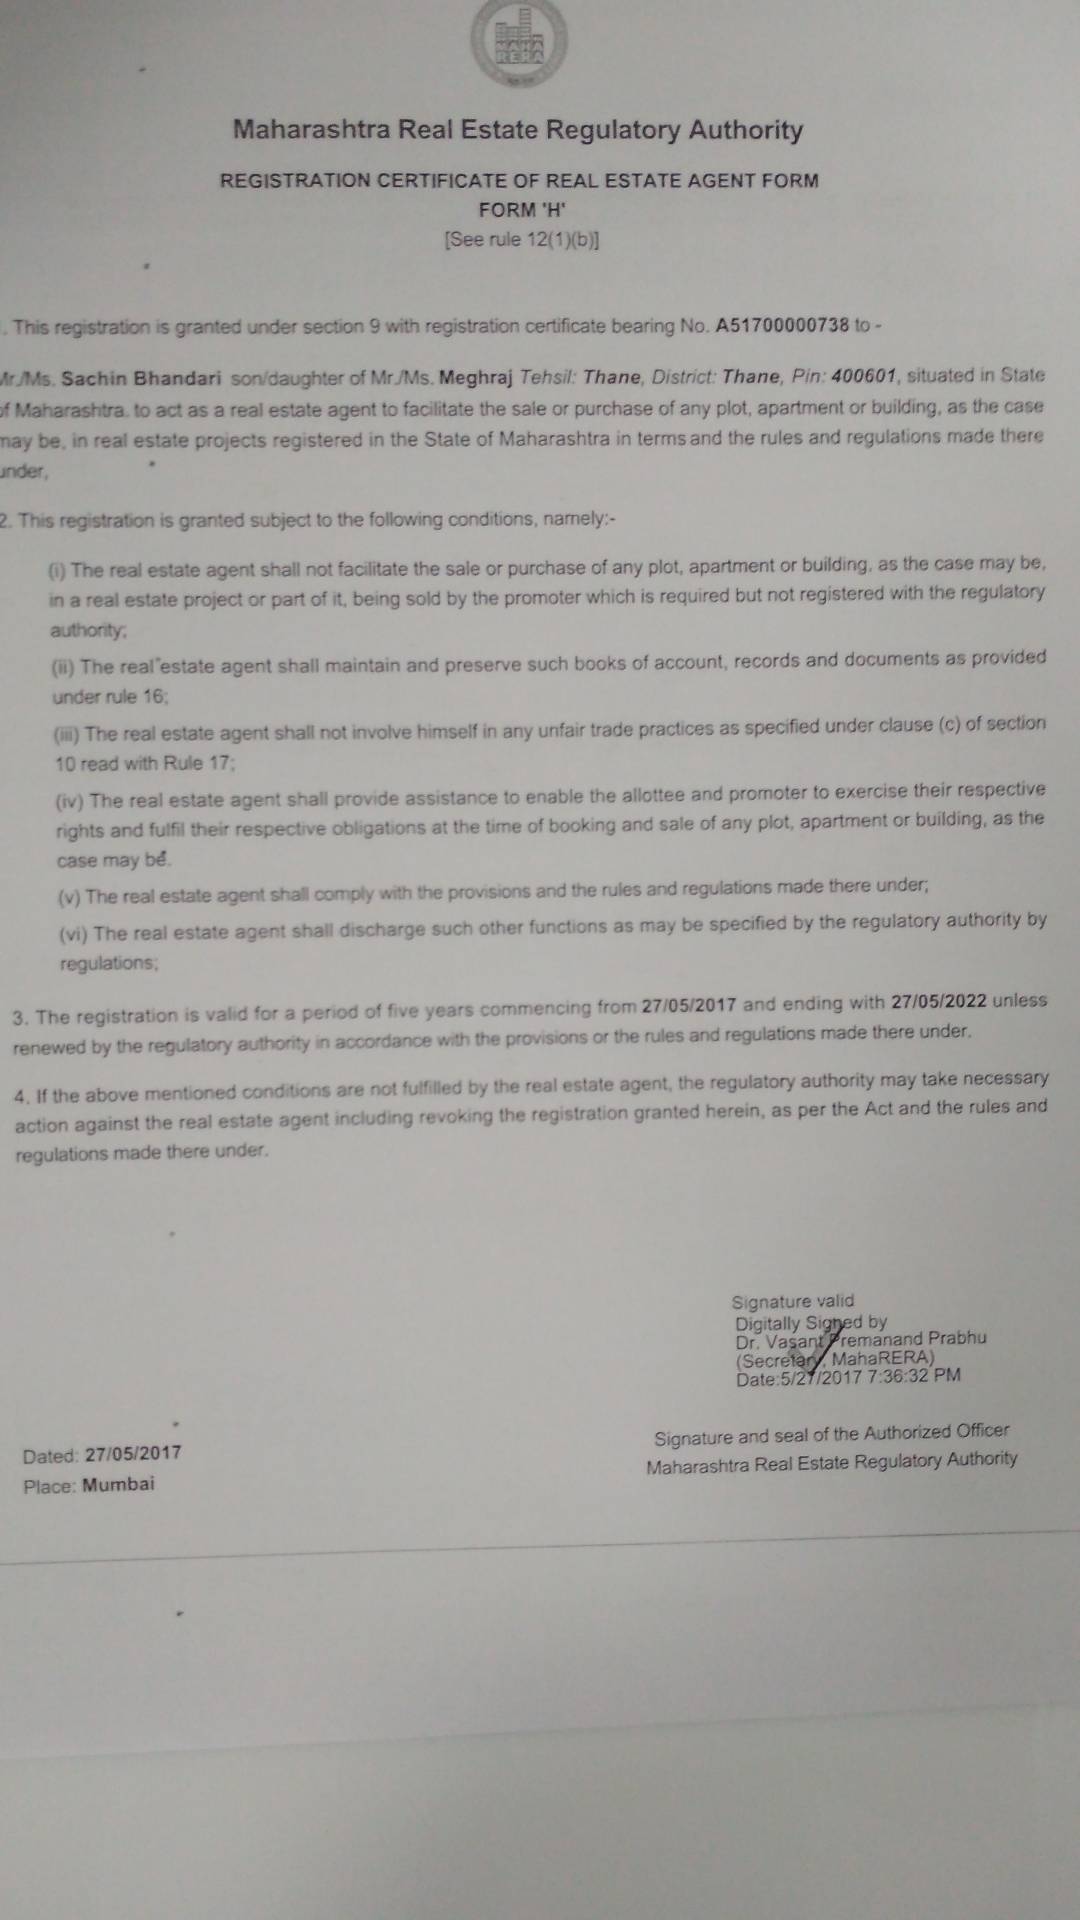 MAHA
RERA
Maharashtra Real Estate Regulatory Authority
REGISTRATION CERTIFICATE OF REAL ESTATE AGENT FORM
FORM 'H'
[See rule 12(1)(b)]
. This registration is granted under section 9 with registration certificate bearing No. A51700000738 to -
Mr./Ms. Sachin Bhandari son/daughter of Mr./Ms. Meghraj Tehsil: Thane, District: Thane, Pin: 400601, situated in State
of Maharashtra, to act as a real estate agent to facilitate the sale or purchase of any plot, apartment or building, as the case
may be, in real estate projects registered in the State of Maharashtra in terms and the rules and regulations made there
under,
2. This registration is granted subject to the following conditions, namely:-
(i) The real estate agent shall not facilitate the sale or purchase of any plot, apartment or building, as the case may be,
in a real estate project or part of it, being sold by the promoter which is required but not registered with the regulatory
authority;
(ii) The real estate agent shall maintain and preserve such books of account, records and documents as provided
under rule 16;
(iii) The real estate agent shall not involve himself in any unfair trade practices as specified under clause (c) of section
10 read with Rule 17;
(iv) The real estate agent shall provide assistance to enable the allottee and promoter to exercise their respective
rights and fulfil their respective obligations at the time of booking and sale of any plot, apartment or building, as the
case may be.
(v) The real estate agent shall comply with the provisions and the rules and regulations made there under;
(vi) The real estate agent shall discharge such other functions as may be specified by the regulatory authority by
regulations;
3. The registration is valid for a period of five years commencing from 27/05/2017 and ending with 27/05/2022 unless
renewed by the regulatory authority in accordance with the provisions or the rules and regulations made there under.
4. If the above mentioned conditions are not fulfilled by the real estate agent, the regulatory authority may take necessary
action against the real estate agent including revoking the registration granted herein, as per the Act and the rules and
regulations made there under.
Signature valid
Digitally Signed by
Dr. Vasant Premanand Prabhu
(Secretary, MahaRERA)
Date:5/27/2017 7:36:32 PM
Dated: 27/05/2017
Place: Mumbai
Signature and seal of the Authorized Officer
Maharashtra Real Estate Regulatory Authority